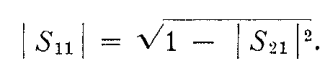 | S₁₁ | = √1 − | S₂₁ |².